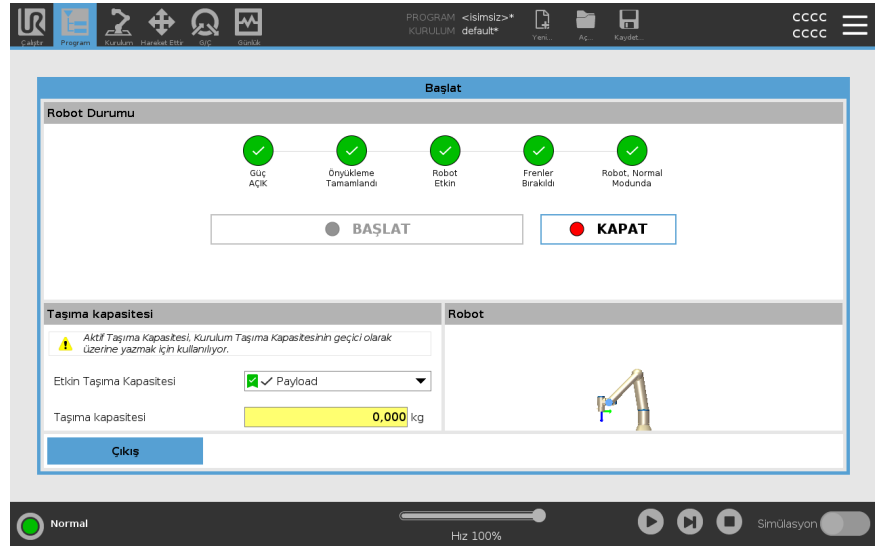 Çalıştır
Program
Kurulum
Hareket Ettir
G/Ç
Günlük
PROGRAM <isimsiz>*
KURULUM default*
Yeni...
Aç...
Kaydet...
CCCC
CCCC
Başlat
Robot Durumu
Güç
AÇIK
Önyükleme
Tamamlandı
Robot
Etkin
Frenler
Bırakıldı
Robot, Normal
Modunda
BAŞLAT
KAPAT
Taşıma kapasitesi
Aktif Taşıma Kapasitesi, Kurulum Taşıma Kapasitesinin geçici olarak
üzerine yazmak için kullanılıyor.
Etkin Taşıma Kapasitesi
Payload
Taşıma kapasitesi
0,000 kg
Robot
Çıkış
Normal
Hız 100%
Simülasyon